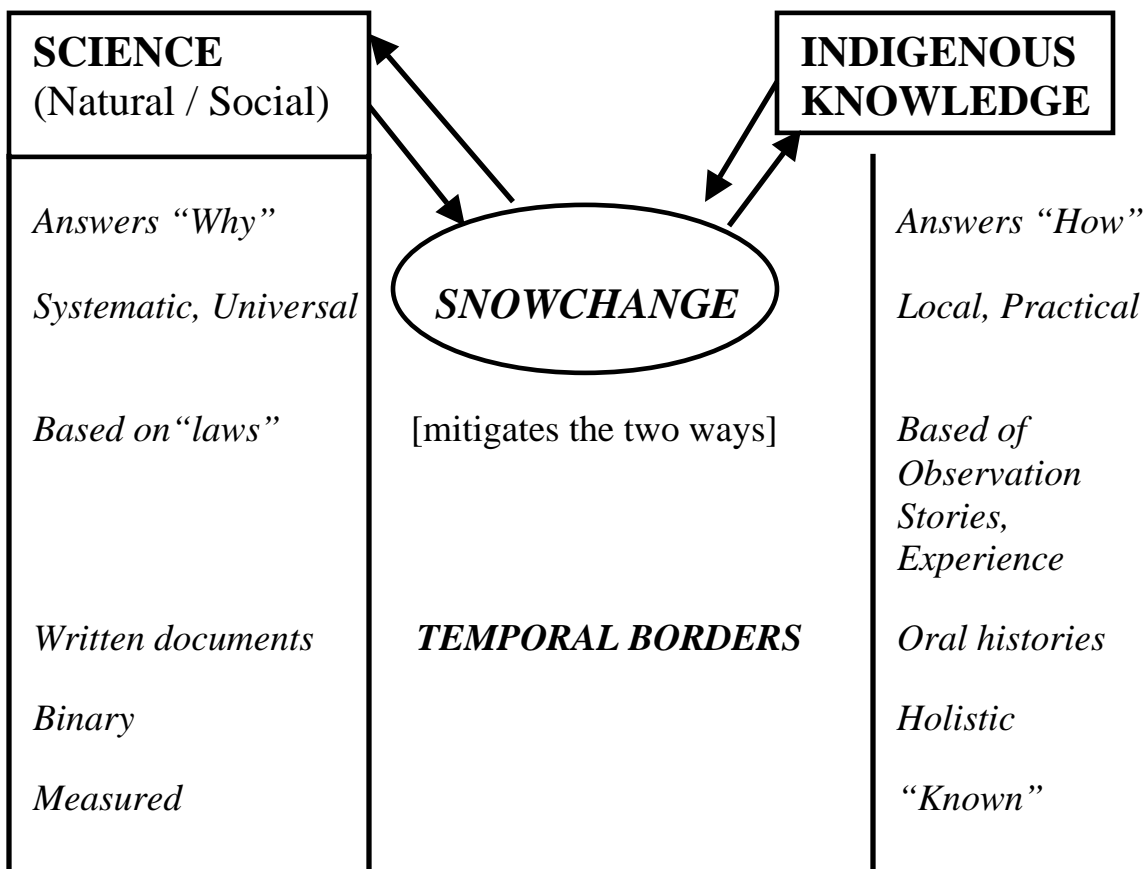 SCIENCE
(Natural / Social)
INDIGENOUS
KNOWLEDGE
Answers “Why”
Answers “How”
Systematic, Universal
SNOWCHANGE
Local, Practical
Based on“laws”
[mitigates the two ways]
Based of
Observation
Stories,
Experience
Written documents
TEMPORAL BORDERS
Oral histories
Binary
Holistic
Measured
“Known”